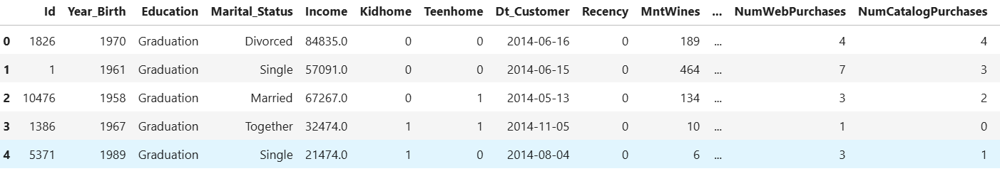 Id Year_Birth Education Marital_Status Income Kidhome Teenhome Dt_Customer Recency MntWines ... NumWebPurchases NumCatalogPurchases
0 1826 1970 Graduation Divorced 84835.0 0 0 2014-06-16 0 189 ... 4 4
1 1 1961 Graduation Single 57091.0 0 0 2014-06-15 0 464 ... 7 3
2 10476 1958 Graduation Married 67267.0 0 1 2014-05-13 0 134 ... 3 2
3 1386 1967 Graduation Together 32474.0 1 1 2014-11-05 0 10 ... 1 0
4 5371 1989 Graduation Single 21474.0 1 0 2014-08-04 0 6 ... 3 1